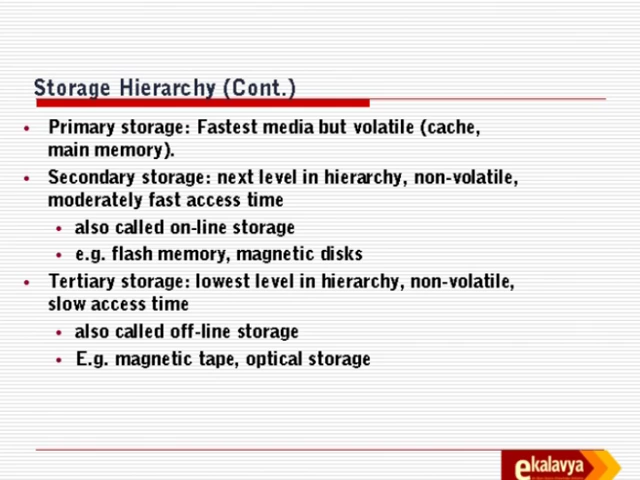 Storage Hierarchy (Cont.)
• Primary storage: Fastest media but volatile (cache,
main memory).
• Secondary storage: next level in hierarchy, non-volatile,
moderately fast access time
• also called on-line storage
• e.g. flash memory, magnetic disks
• Tertiary storage: lowest level in hierarchy, non-volatile,
slow access time
• also called off-line storage
• E.g. magnetic tape, optical storage
ekalavya